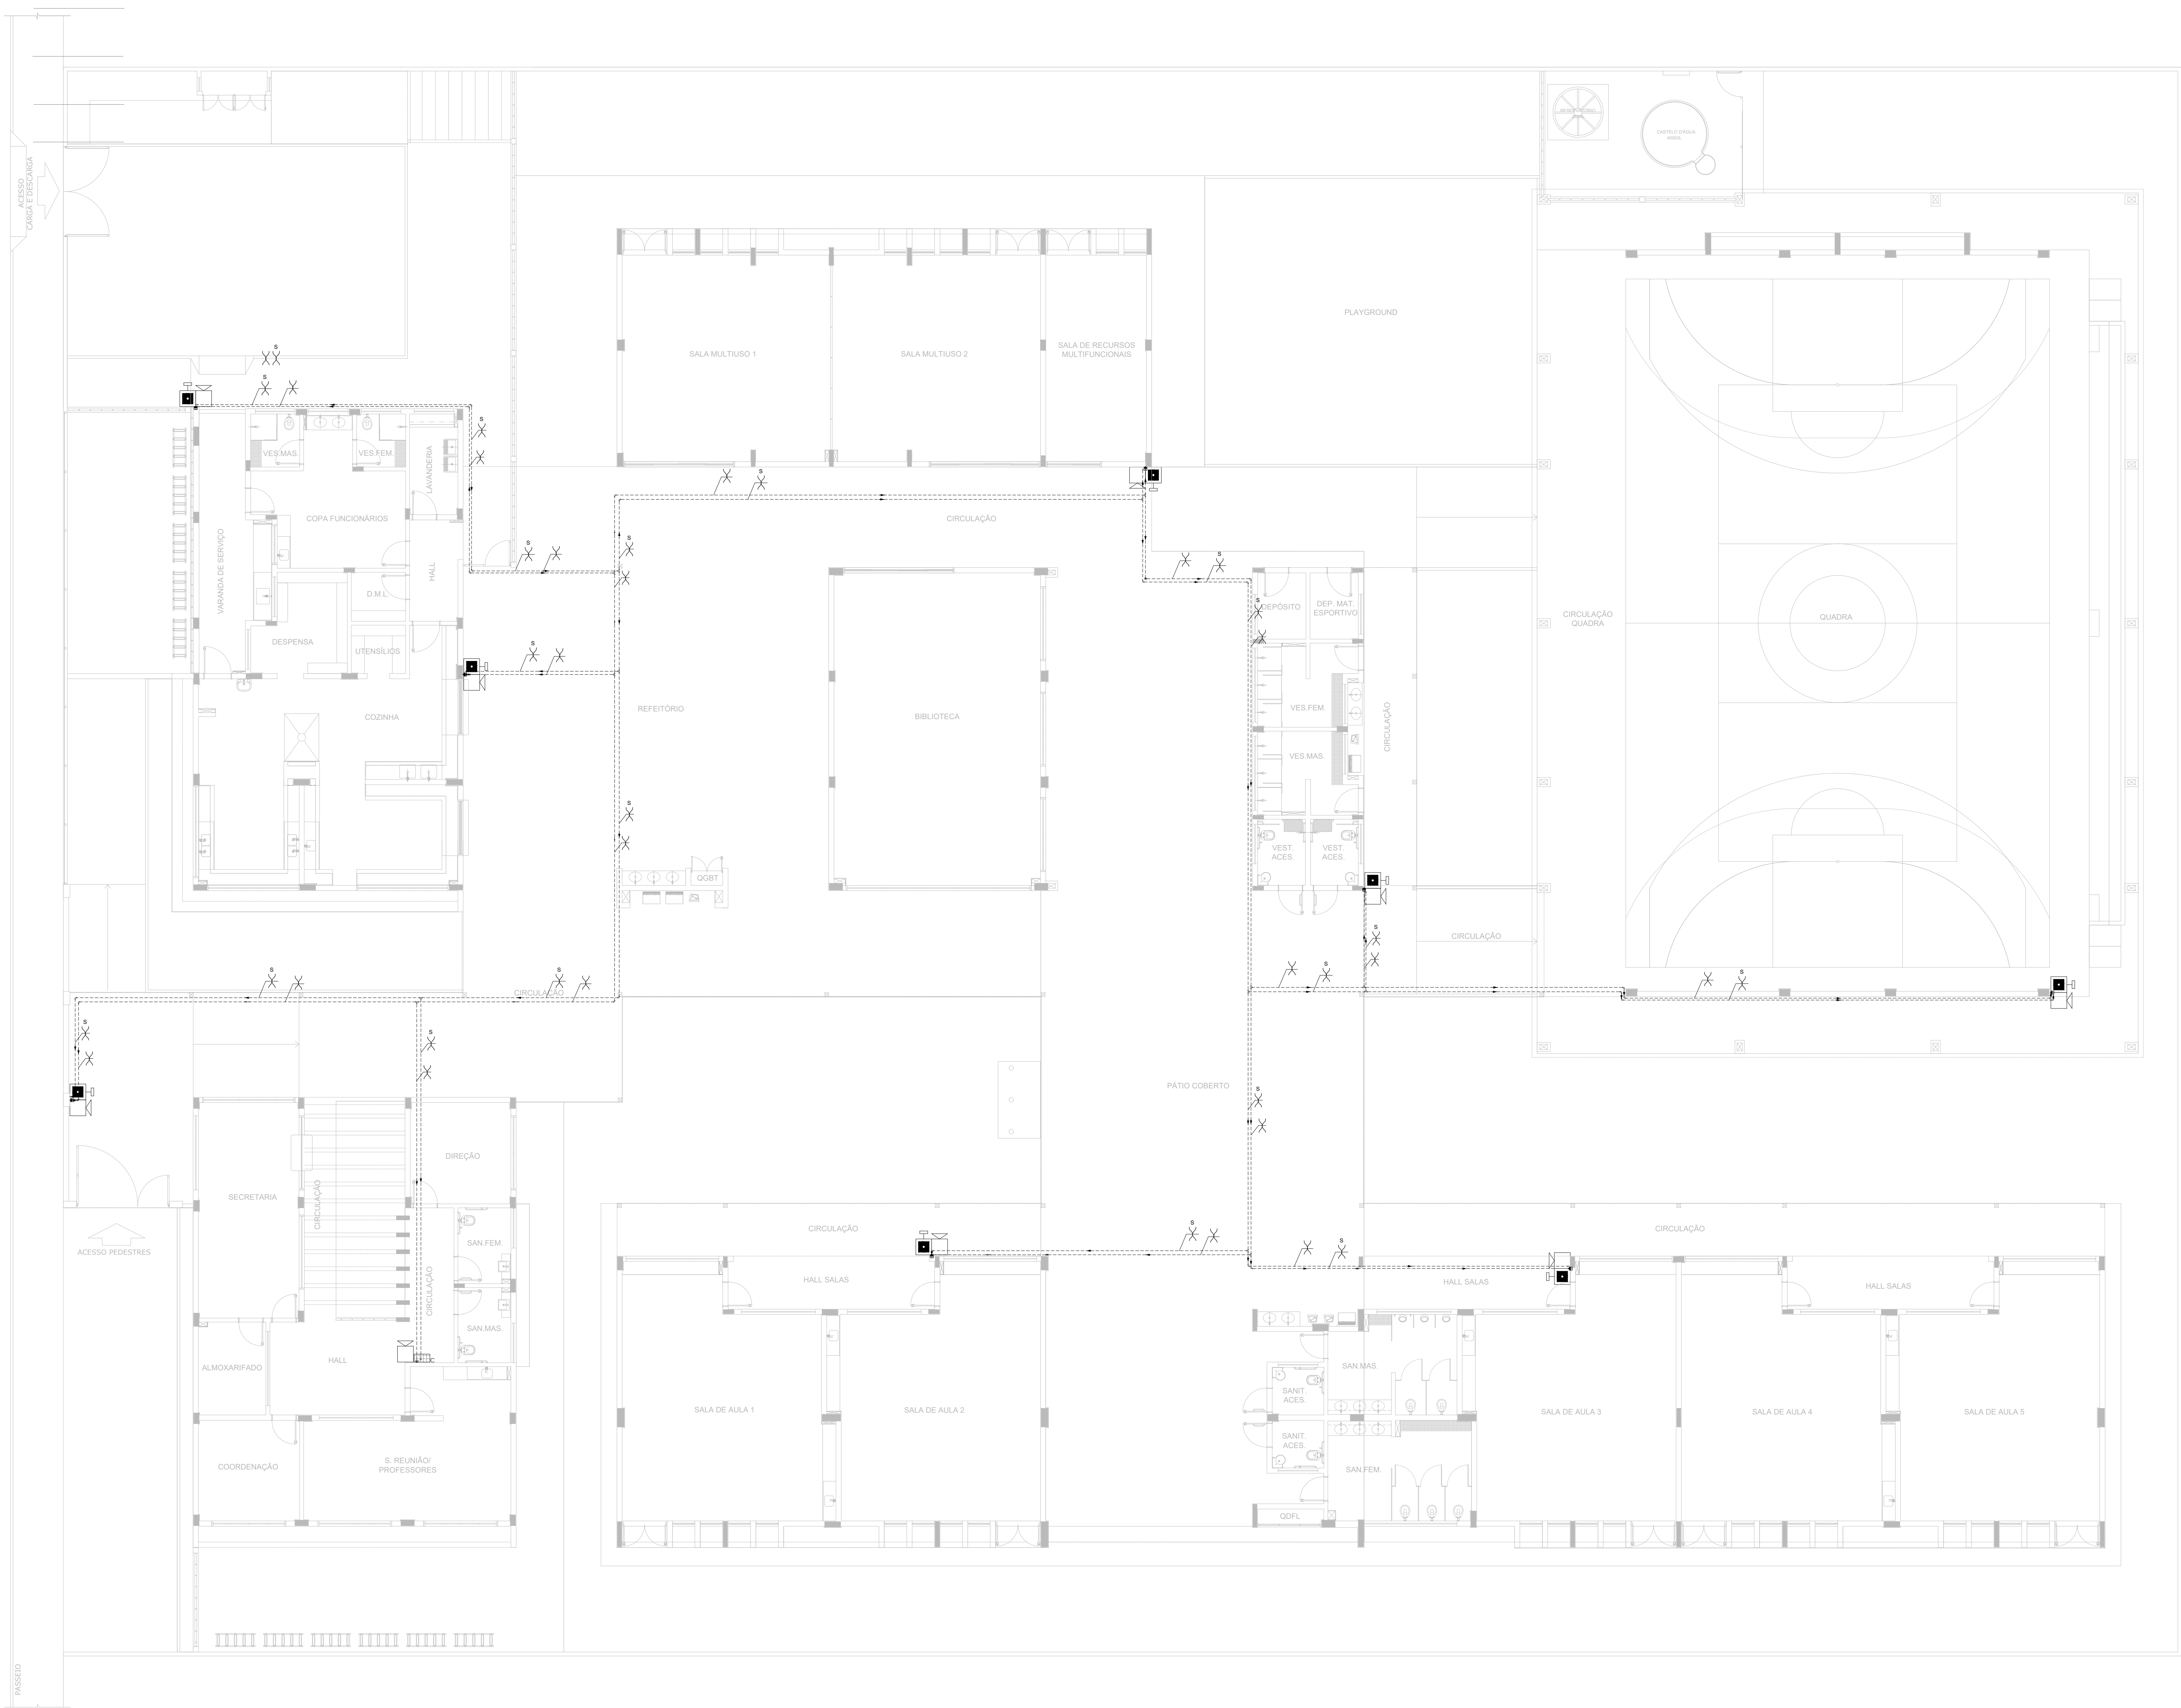 ACESSO
CARGA E DESCARGA
CASTELO D'ÁGUA
PLAYGROUND
SALA MULTIUSO 1
SALA MULTIUSO 2
SALA DE RECURSOS
MULTIFUNCIONAIS
S
S
S
VES.MAS.
VES.FEM.
LAVANDERIA
S
S
COPA FUNCIONÁRIOS
CIRCULAÇÃO
VARANDA DE SERVIÇO
HALL
S
S
S
D.M.L.
DEPÓSITO
DEP. MAT.
ESPORTIVO
S
CIRCULAÇÃO
QUADRA
QUADRA
DESPENSA
UTENSÍLIOS
S
COZINHA
REFEITÓRIO
BIBLIOTECA
VES.FEM.
CIRCULAÇÃO
VES.MAS.
S
VEST.
ACES.
VEST.
ACES.
QGBT
S
CIRCULAÇÃO
S
S
S
S
CIRCULAÇÃO
S
S
PÁTIO COBERTO
S
DIREÇÃO
SECRETARIA
CIRCULAÇÃO
ACESSO PEDESTRES
SAN.FEM.
CIRCULAÇÃO
CIRCULAÇÃO
S
S
CIRCULAÇÃO
HALL SALAS
HALL SALAS
HALL SALAS
SAN.MAS.
ALMOXARIFADO
HALL
SAN.MAS.
SANIT.
ACES.
SALA DE AULA 1
SALA DE AULA 2
SALA DE AULA 3
SALA DE AULA 4
SALA DE AULA 5
SANIT.
ACES.
COORDENAÇÃO
S. REUNIÃO/
PROFESSORES
SAN.FEM.
QDFL
PASSEIO